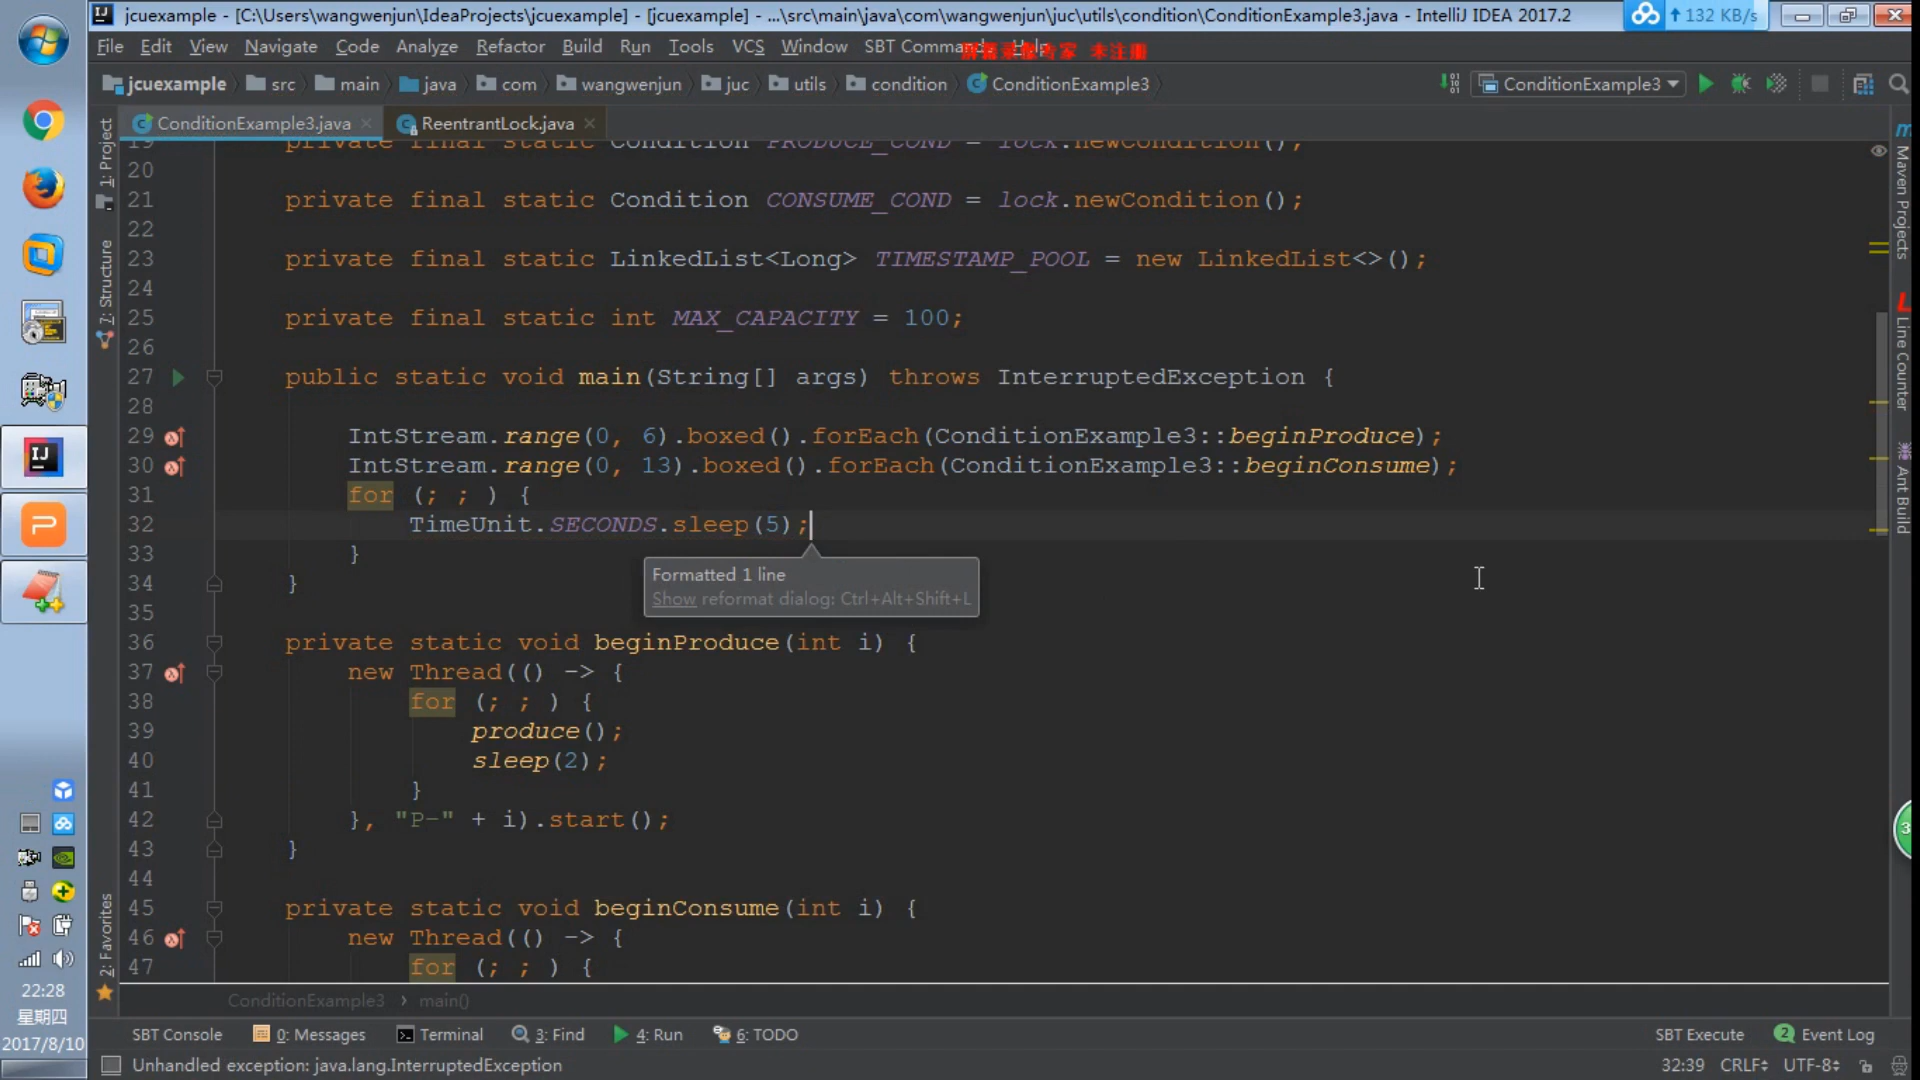 jcuexample - [C:\Users\wangwenjun\IdeaProjects\jcuexample] - [jcuexample] - ...\src\main\java\com\wangwenjun\juc\utils\condition\ConditionExample3.java - IntelliJ IDEA 2017.2
132 KB/s
File Edit View Navigate Code Analyze Refactor Build Run Tools VCS Window SBT Command Help
未注册
jcuexample src main java com wangwenjun juc utils condition ConditionExample3
ConditionExample3
ConditionExample3.java ReentrantLock.java
1: Project
7: Structure
2: Favorites
Maven Projects
Line Counter
Ant Build
19 private final static Condition PRODUCE_COND = lock.newCondition();
20
21 private final static Condition CONSUME_COND = lock.newCondition();
22
23 private final static LinkedList<Long> TIMESTAMP_POOL = new LinkedList<>();
24
25 private final static int MAX_CAPACITY = 100;
26
27 public static void main(String[] args) throws InterruptedException {
28
29 IntStream.range(0, 6).boxed().forEach(ConditionExample3::beginProduce);
30 IntStream.range(0, 13).boxed().forEach(ConditionExample3::beginConsume);
31 for (; ; ) {
32 TimeUnit.SECONDS.sleep(5);
33 }
Formatted 1 line
Show reformat dialog: Ctrl+Alt+Shift+L
34 }
35
36 private static void beginProduce(int i) {
37 new Thread(() -> {
38 for (; ; ) {
39 produce();
40 sleep(2);
41 }
42 }, "P-" + i).start();
43 }
44
45 private static void beginConsume(int i) {
46 new Thread(() -> {
47 for (; ; ) {
ConditionExample3 › main()
SBT Console 0: Messages Terminal 3: Find 4: Run 6: TODO
SBT Execute 2 Event Log
Unhandled exception: java.lang.InterruptedException
32:39 CRLF UTF-8
22:28
星期四
2017/8/10